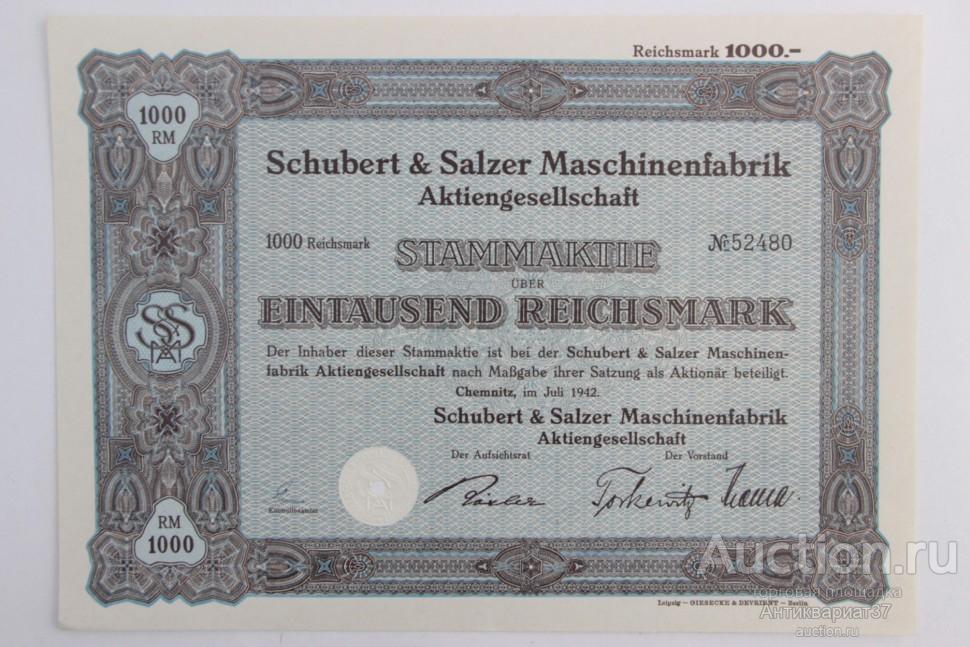 Reichsmark 1000.-
1000
RM
Schubert & Salzer Maschinenfabrik
Aktiengesellschaft
1000 Reichsmark STAMMAKTIE № 52480
ÜBER
EINTAUSEND REICHSMARK
Der Inhaber dieser Stammaktie ist bei der Schubert & Salzer Maschinen-
fabrik Aktiengesellschaft nach Maßgabe ihrer Satzung als Aktionär beteiligt.
Chemnitz, im Juli 1942.
Schubert & Salzer Maschinenfabrik
Aktiengesellschaft
Der Aufsichtsrat Der Vorstand
Kontrollbeamter
RM
1000
Leipzig — GIESECKE & DEVRIENT — Berlin
Auction.ru
торговая площадка
Антиквариат37
auction.ru